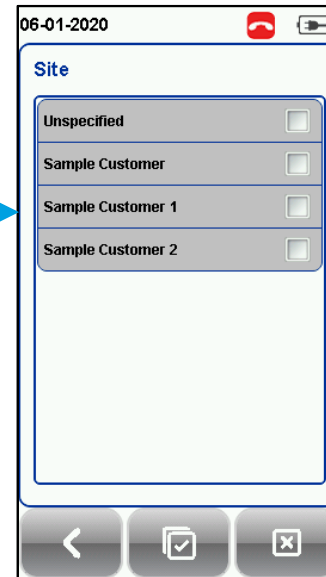 06-01-2020
Site
Unspecified
Sample Customer
Sample Customer 1
Sample Customer 2